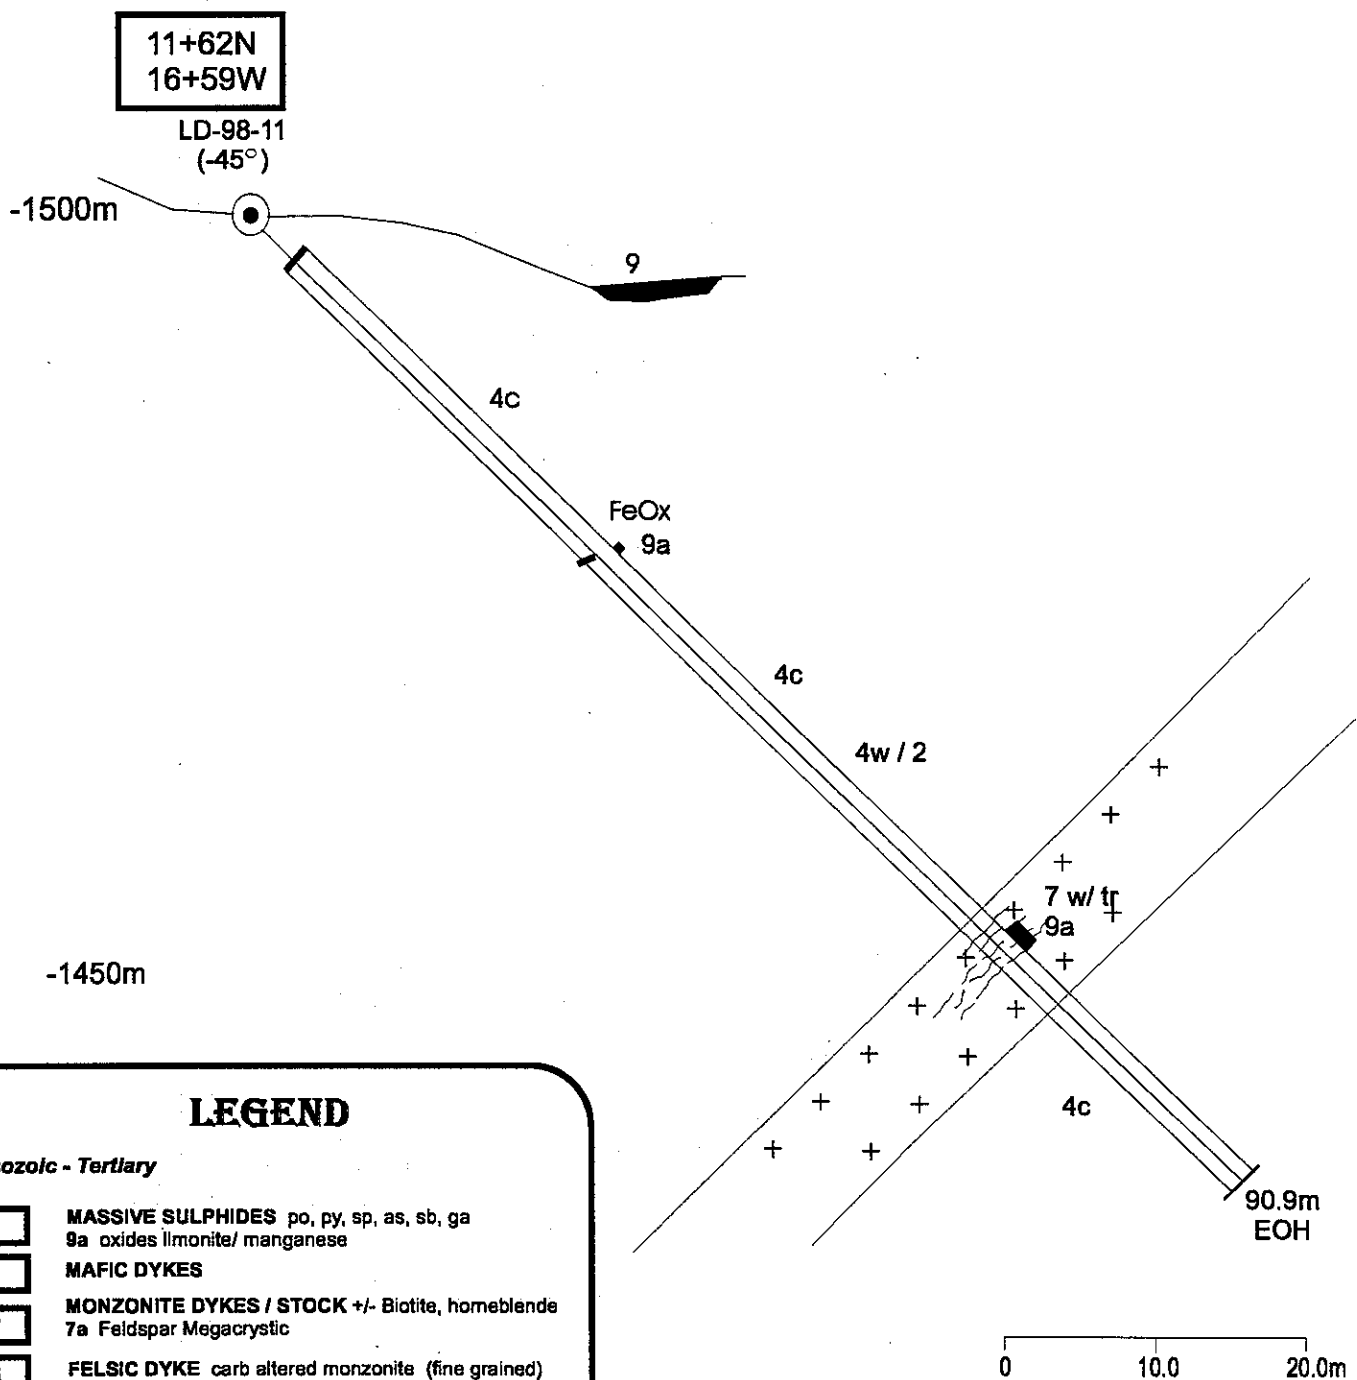 11+62N
16+59W
LD-98-11
(-45°)
-1500m
9
4c
FeOx
9a
4c
4w / 2
7 w/ tr
9a
-1450m
4c
90.9m
EOH
LEGEND
ozoic - Tertiary
MASSIVE SULPHIDES po, py, sp, as, sb, ga
9a oxides limonite/ manganese
MAFIC DYKES
MONZONITE DYKES / STOCK +/- Biotite, horneblende
7a Feldspar Megacrystic
FELSIC DYKE carb altered monzonite (fine grained)
0 10.0 20.0m